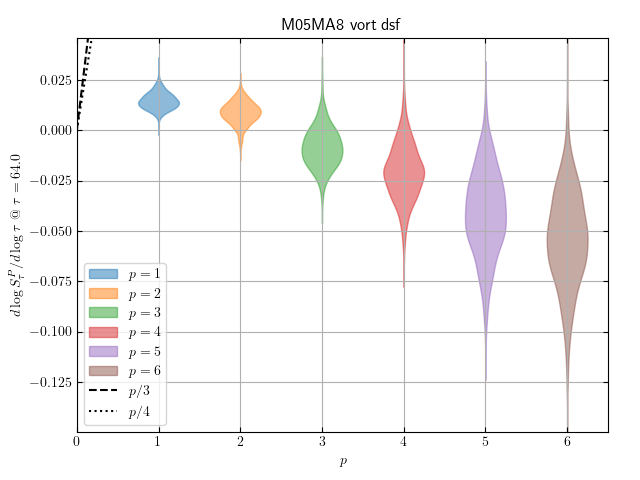 M05MA8 vort dsf
0.025
0.000
−0.025
−0.050
−0.075
−0.100
−0.125
d log S_τ^P / d log τ @ τ = 64.0
p = 1
p = 2
p = 3
p = 4
p = 5
p = 6
p/3
p/4
0 1 2 3 4 5 6
p